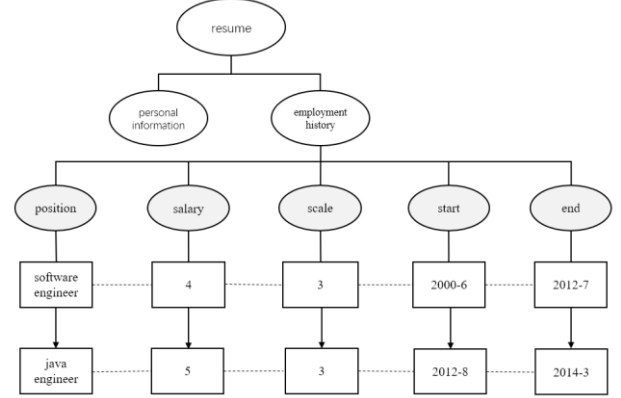 resume
personal
information
employment
history
position
salary
scale
start
end
software
engineer
4
3
2000-6
2012-7
java
engineer
5
3
2012-8
2014-3